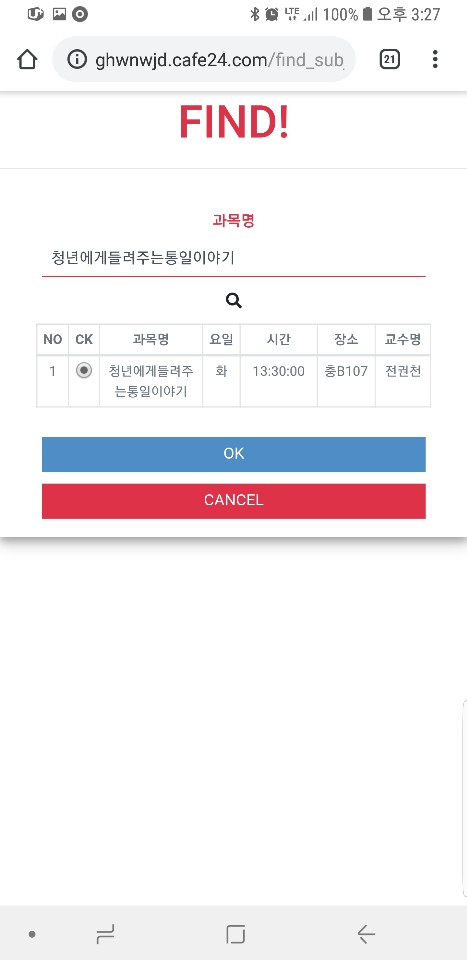 LTE 100% 오후 3:27
ghwnwjd.cafe24.com/find_sub
21
FIND!
과목명
청년에게들려주는통일이야기
NO CK 과목명 요일 시간 장소 교수명
1 청년에게들려주 화 13:30:00 충B107 전권천
는통일이야기
OK
CANCEL